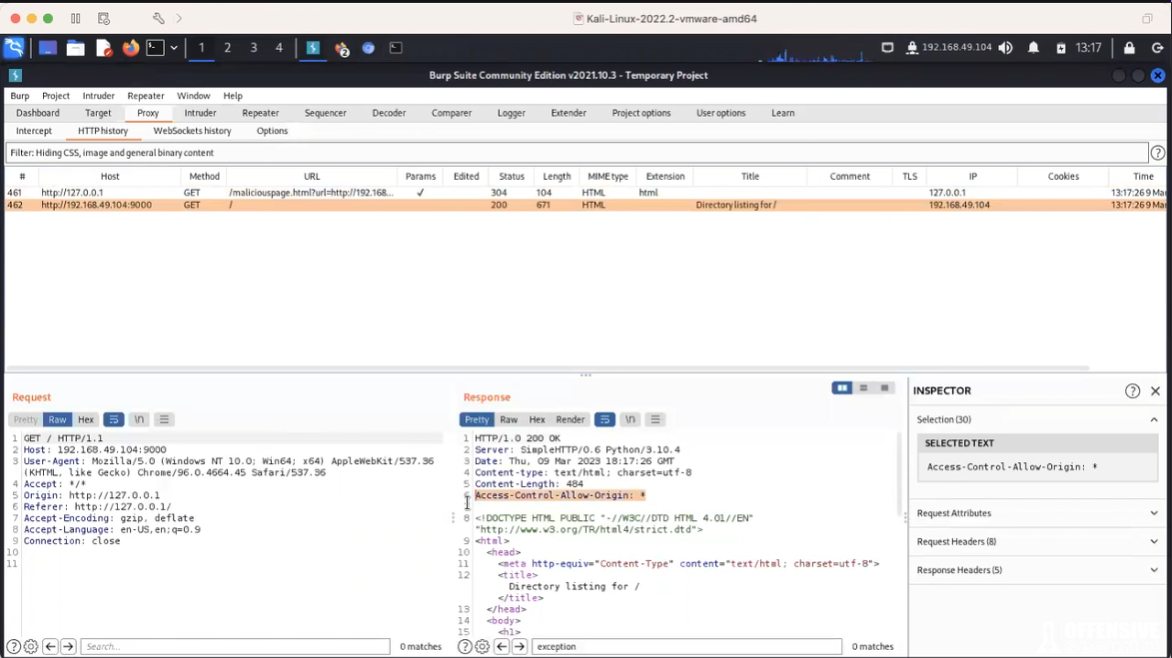 Kali-Linux-2022.2-vmware-amd64
1 2 3 4 2 192.168.49.104 13:17
Burp Suite Community Edition v2021.10.3 - Temporary Project
Burp Project Intruder Repeater Window Help
Dashboard Target Proxy Intruder Repeater Sequencer Decoder Comparer Logger Extender Project options User options Learn
Intercept HTTP history WebSockets history Options
Filter: Hiding CSS, image and general binary content ?
# Host Method URL Params Edited Status Length MIME type Extension Title Comment TLS IP Cookies Time
461 http://127.0.0.1 GET /maliciouspage.html?url=http://192.168... ✓ 304 104 HTML html 127.0.0.1 13:17:26 9 Mar
462 http://192.168.49.104:9000 GET / 200 671 HTML Directory listing for / 192.168.49.104 13:17:26 9 Mar
Request
Pretty Raw Hex \n
1 GET / HTTP/1.1
2 Host: 192.168.49.104:9000
3 User-Agent: Mozilla/5.0 (Windows NT 10.0; Win64; x64) AppleWebKit/537.36
(KHTML, like Gecko) Chrome/96.0.4664.45 Safari/537.36
4 Accept: */*
5 Origin: http://127.0.0.1
6 Referer: http://127.0.0.1/
7 Accept-Encoding: gzip, deflate
8 Accept-Language: en-US,en;q=0.9
9 Connection: close
10
11
? Search... 0 matches
Response
Pretty Raw Hex Render \n
1 HTTP/1.0 200 OK
2 Server: SimpleHTTP/0.6 Python/3.10.4
3 Date: Thu, 09 Mar 2023 18:17:26 GMT
4 Content-type: text/html; charset=utf-8
5 Content-Length: 484
6 Access-Control-Allow-Origin: *
8 <!DOCTYPE HTML PUBLIC "-//W3C//DTD HTML 4.01//EN"
"http://www.w3.org/TR/html4/strict.dtd">
9 <html>
10 <head>
11 <meta http-equiv="Content-Type" content="text/html; charset=utf-8">
12 <title>
Directory listing for /
</title>
13 </head>
14 <body>
15 <h1>
? exception 0 matches
INSPECTOR ?
Selection (30)
SELECTED TEXT
Access-Control-Allow-Origin: *
Request Attributes
Request Headers (8)
Response Headers (5)
OFFENSIVE